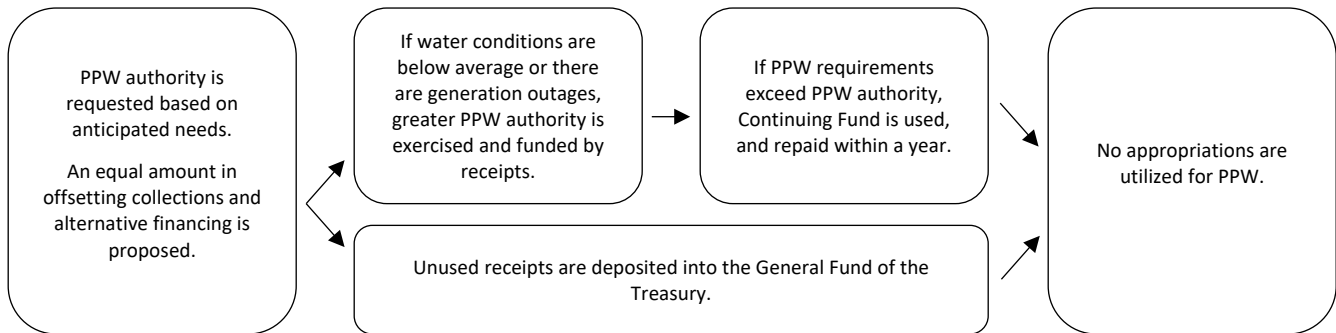 PPW authority is
requested based on
anticipated needs.
An equal amount in
offsetting collections and
alternative financing is
proposed.
If water conditions are
below average or there
are generation outages,
greater PPW authority is
exercised and funded by
receipts.
If PPW requirements
exceed PPW authority,
Continuing Fund is used,
and repaid within a year.
Unused receipts are deposited into the General Fund of the
Treasury.
No appropriations are
utilized for PPW.